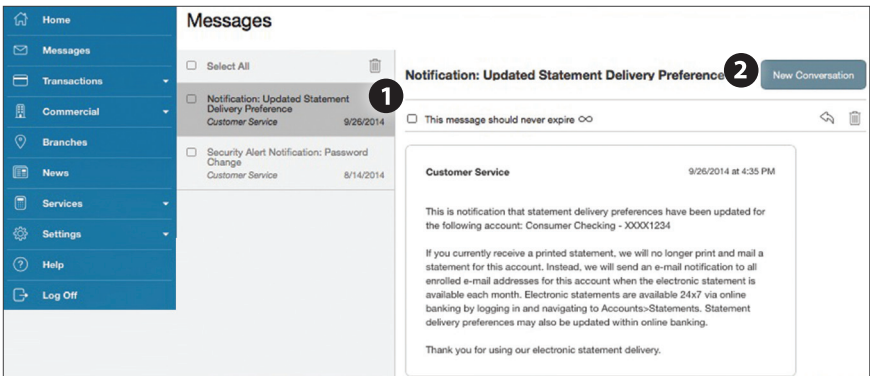 Home
Messages
Transactions
Commercial
Branches
News
Services
Settings
Help
Log Off
Messages
Select All
Notification: Updated Statement
Delivery Preference
Customer Service 9/26/2014
1
Security Alert Notification: Password
Change
Customer Service 8/14/2014
Notification: Updated Statement Delivery Preference
2
New Conversation
This message should never expire ∞
Customer Service 9/26/2014 at 4:35 PM
This is notification that statement delivery preferences have been updated for
the following account: Consumer Checking - XXXX1234
If you currently receive a printed statement, we will no longer print and mail a
statement for this account. Instead, we will send an e-mail notification to all
enrolled e-mail addresses for this account when the electronic statement is
available each month. Electronic statements are available 24x7 via online
banking by logging in and navigating to Accounts>Statements. Statement
delivery preferences may also be updated within online banking.
Thank you for using our electronic statement delivery.